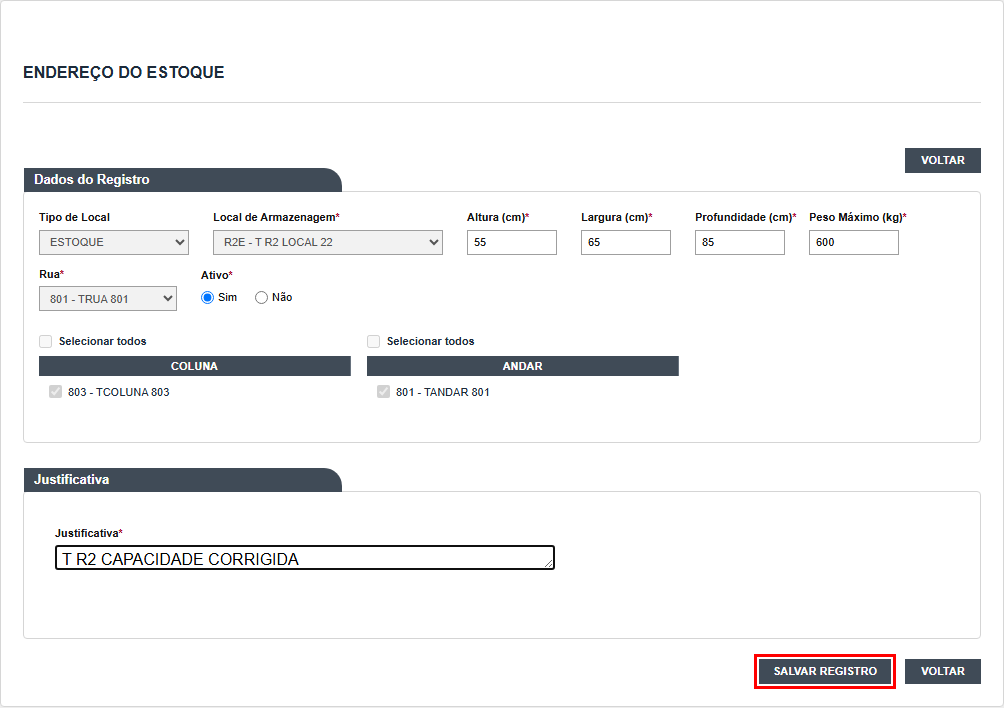 ENDEREÇO DO ESTOQUE
VOLTAR
Dados do Registro
Tipo de Local Local de Armazenagem* Altura (cm)* Largura (cm)* Profundidade (cm)* Peso Máximo (kg)*
ESTOQUE R2E - T R2 LOCAL 22 55 65 85 600
Rua* Ativo*
801 - TRUA 801 Sim Não
Selecionar todos Selecionar todos
COLUNA ANDAR
803 - TCOLUNA 803 801 - TANDAR 801
Justificativa
Justificativa*
T R2 CAPACIDADE CORRIGIDA
SALVAR REGISTRO VOLTAR